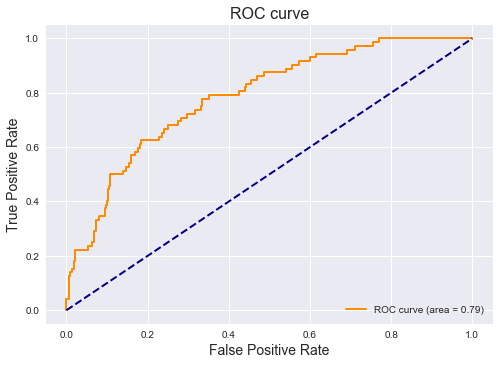 ROC curve
1.0
0.8
0.6
0.4
0.2
0.0
True Positive Rate
ROC curve (area = 0.79)
0.0 0.2 0.4 0.6 0.8 1.0
False Positive Rate